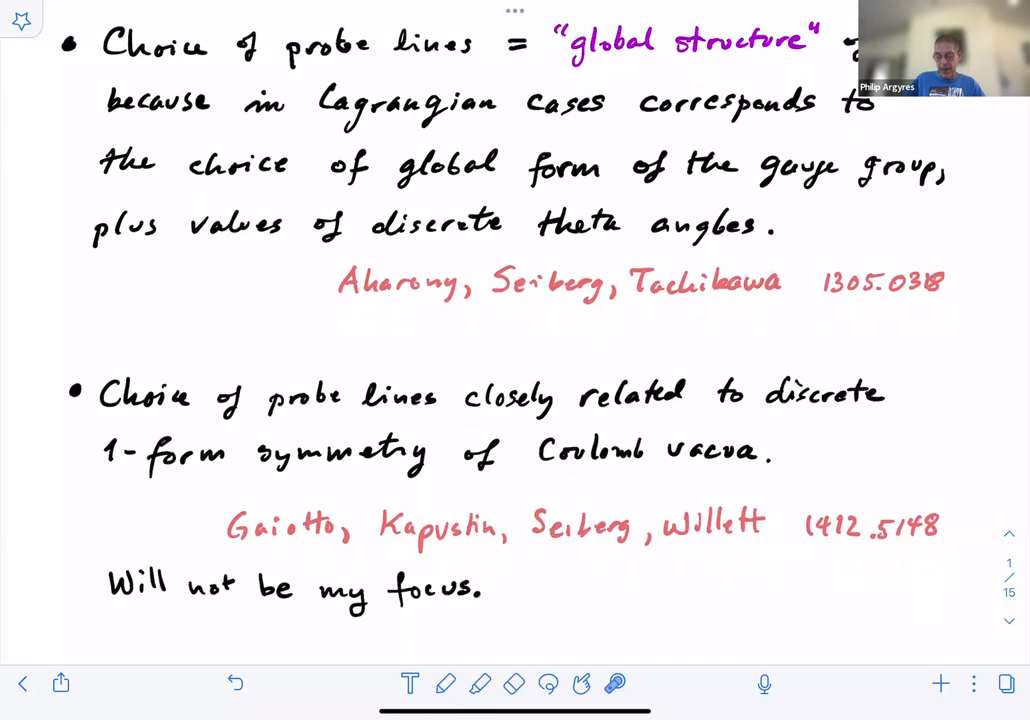 • Choice of probe lines = "global structure"
Philip Argyres
because in Lagrangian cases corresponds to
the choice of global form of the gauge group,
plus values of discrete theta angles.
Aharony, Seiberg, Tachikawa 1305.0318
• Choice of probe lines closely related to discrete
1-form symmetry of Coulomb vacua.
Gaiotto, Kapustin, Seiberg, Willett 1412.5148
Will not be my focus.
1
/
15
T